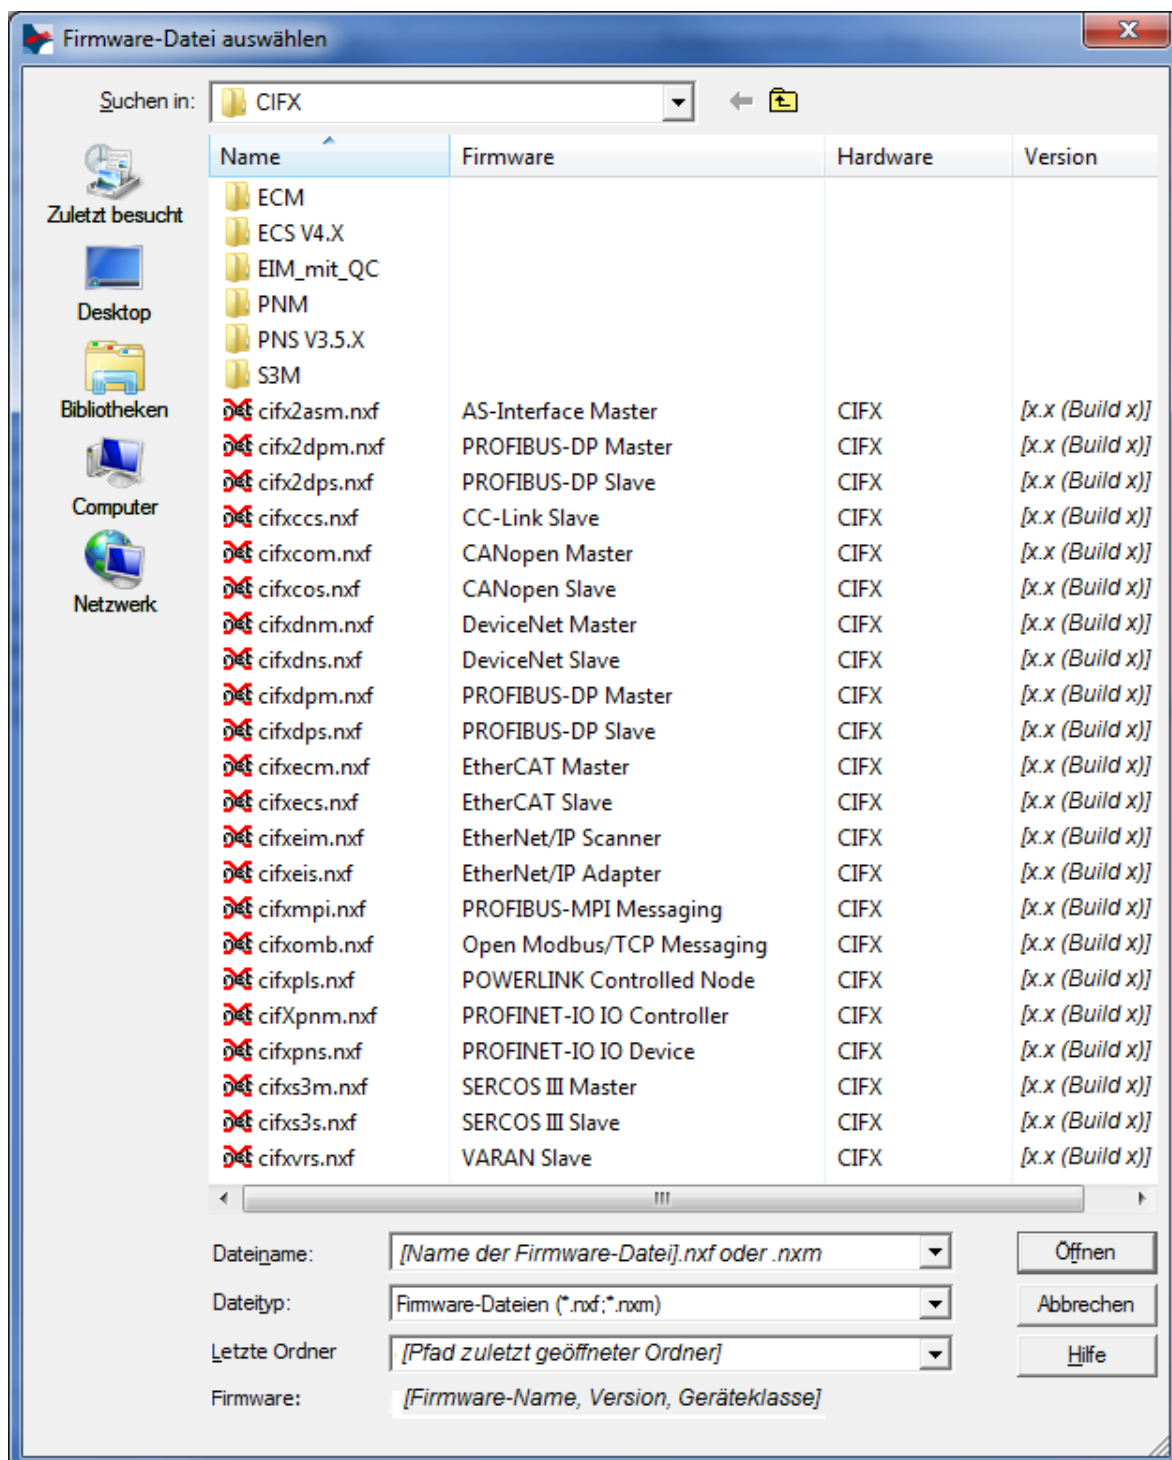 Firmware-Datei auswählen
Suchen in: CIFX
Name Firmware Hardware Version
Zuletzt besucht
Desktop
Bibliotheken
Computer
Netzwerk
ECM
ECS V4.X
EIM_mit_QC
PNM
PNS V3.5.X
S3M
cifx2asm.nxf AS-Interface Master CIFX [x.x (Build x)]
cifx2dpm.nxf PROFIBUS-DP Master CIFX [x.x (Build x)]
cifx2dps.nxf PROFIBUS-DP Slave CIFX [x.x (Build x)]
cifxccs.nxf CC-Link Slave CIFX [x.x (Build x)]
cifxcom.nxf CANopen Master CIFX [x.x (Build x)]
cifxcos.nxf CANopen Slave CIFX [x.x (Build x)]
cifxdnm.nxf DeviceNet Master CIFX [x.x (Build x)]
cifxdns.nxf DeviceNet Slave CIFX [x.x (Build x)]
cifxdpm.nxf PROFIBUS-DP Master CIFX [x.x (Build x)]
cifxdps.nxf PROFIBUS-DP Slave CIFX [x.x (Build x)]
cifxecm.nxf EtherCAT Master CIFX [x.x (Build x)]
cifxecs.nxf EtherCAT Slave CIFX [x.x (Build x)]
cifxeim.nxf EtherNet/IP Scanner CIFX [x.x (Build x)]
cifxeis.nxf EtherNet/IP Adapter CIFX [x.x (Build x)]
cifxmpi.nxf PROFIBUS-MPI Messaging CIFX [x.x (Build x)]
cifxomb.nxf Open Modbus/TCP Messaging CIFX [x.x (Build x)]
cifxpls.nxf POWERLINK Controlled Node CIFX [x.x (Build x)]
cifXpnm.nxf PROFINET-IO IO Controller CIFX [x.x (Build x)]
cifxpns.nxf PROFINET-IO IO Device CIFX [x.x (Build x)]
cifxs3m.nxf SERCOS III Master CIFX [x.x (Build x)]
cifxs3s.nxf SERCOS III Slave CIFX [x.x (Build x)]
cifxvrs.nxf VARAN Slave CIFX [x.x (Build x)]
Dateiname: [Name der Firmware-Datei].nxf oder .nxm Öffnen
Dateityp: Firmware-Dateien (*.nxf;*.nxm) Abbrechen
Letzte Ordner [Pfad zuletzt geöffneter Ordner] Hilfe
Firmware: [Firmware-Name, Version, Geräteklasse]